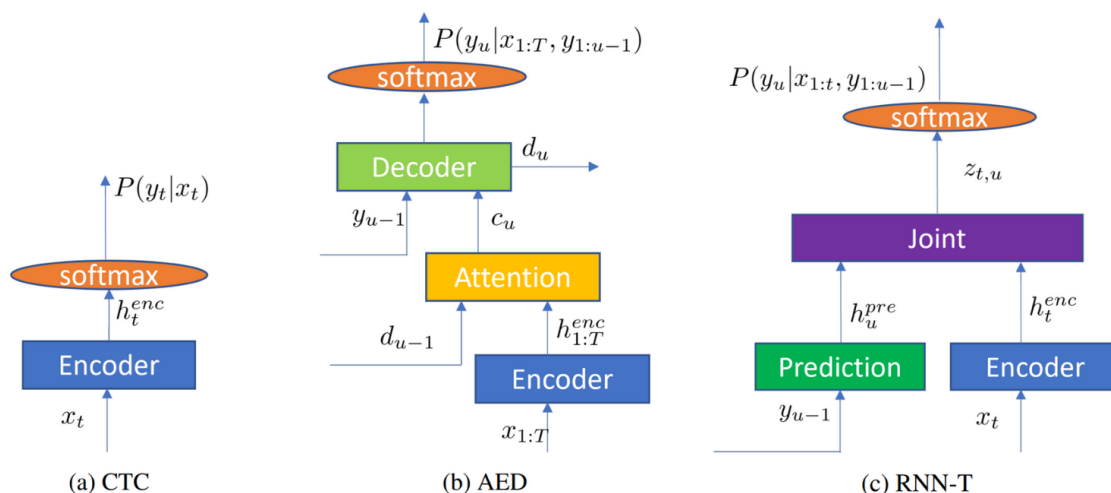 P(y_t|x_t)
softmax
h_t^{enc}
Encoder
x_t
(a) CTC
P(y_u|x_{1:T}, y_{1:u-1})
softmax
Decoder
d_u
y_{u-1}
c_u
Attention
d_{u-1}
h_{1:T}^{enc}
Encoder
x_{1:T}
(b) AED
P(y_u|x_{1:t}, y_{1:u-1})
softmax
z_{t,u}
Joint
h_u^{pre}
h_t^{enc}
Prediction
Encoder
y_{u-1}
x_t
(c) RNN-T